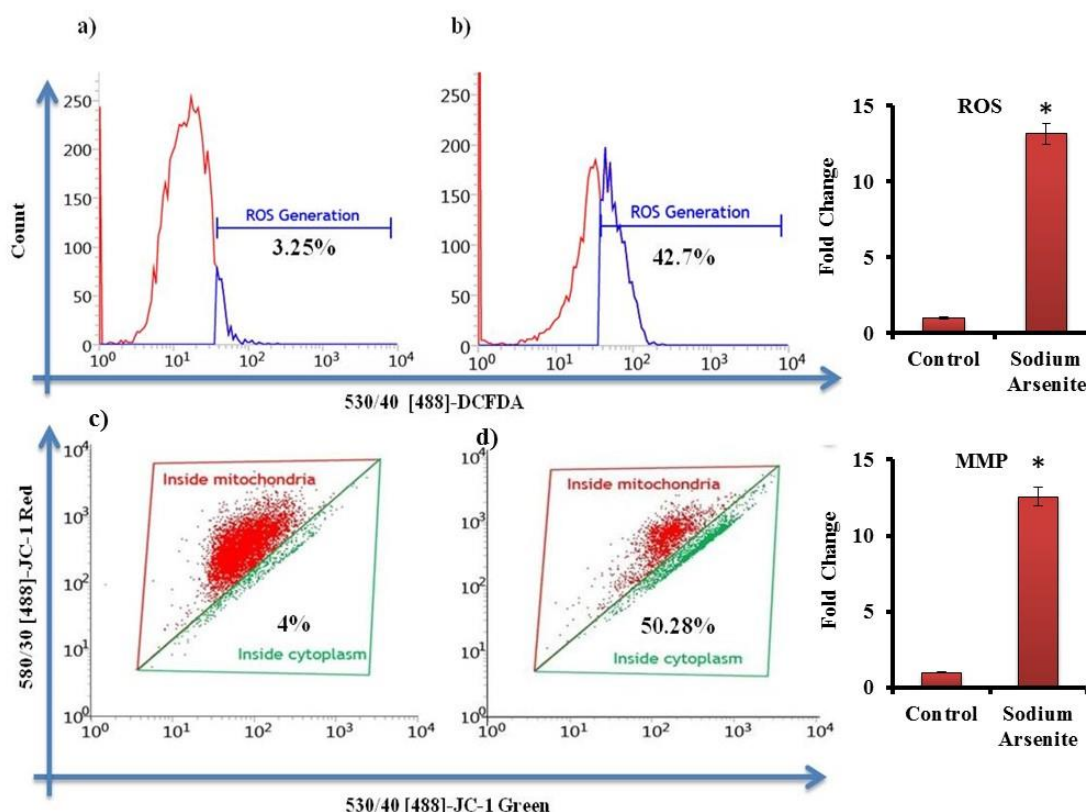 a)
b)
Count
250
200
150
100
50
0
10^0
10^1
10^2
10^3
10^4
ROS Generation
3.25%
250
200
150
100
50
0
10^0
10^1
10^2
10^3
10^4
ROS Generation
42.7%
530/40 [488]-DCFDA
Fold Change
15
10
5
0
ROS
*
Control
Sodium
Arsenite
c)
d)
580/30 [488]-JC-1 Red
10^4
10^3
10^2
10^1
10^0
10^0
10^1
10^2
10^3
10^4
Inside mitochondria
4%
Inside cytoplasm
10^4
10^3
10^2
10^1
10^0
10^0
10^1
10^2
10^3
10^4
Inside mitochondria
50.28%
Inside cytoplasm
530/40 [488]-JC-1 Green
Fold Change
15
10
5
0
MMP
*
Control
Sodium
Arsenite